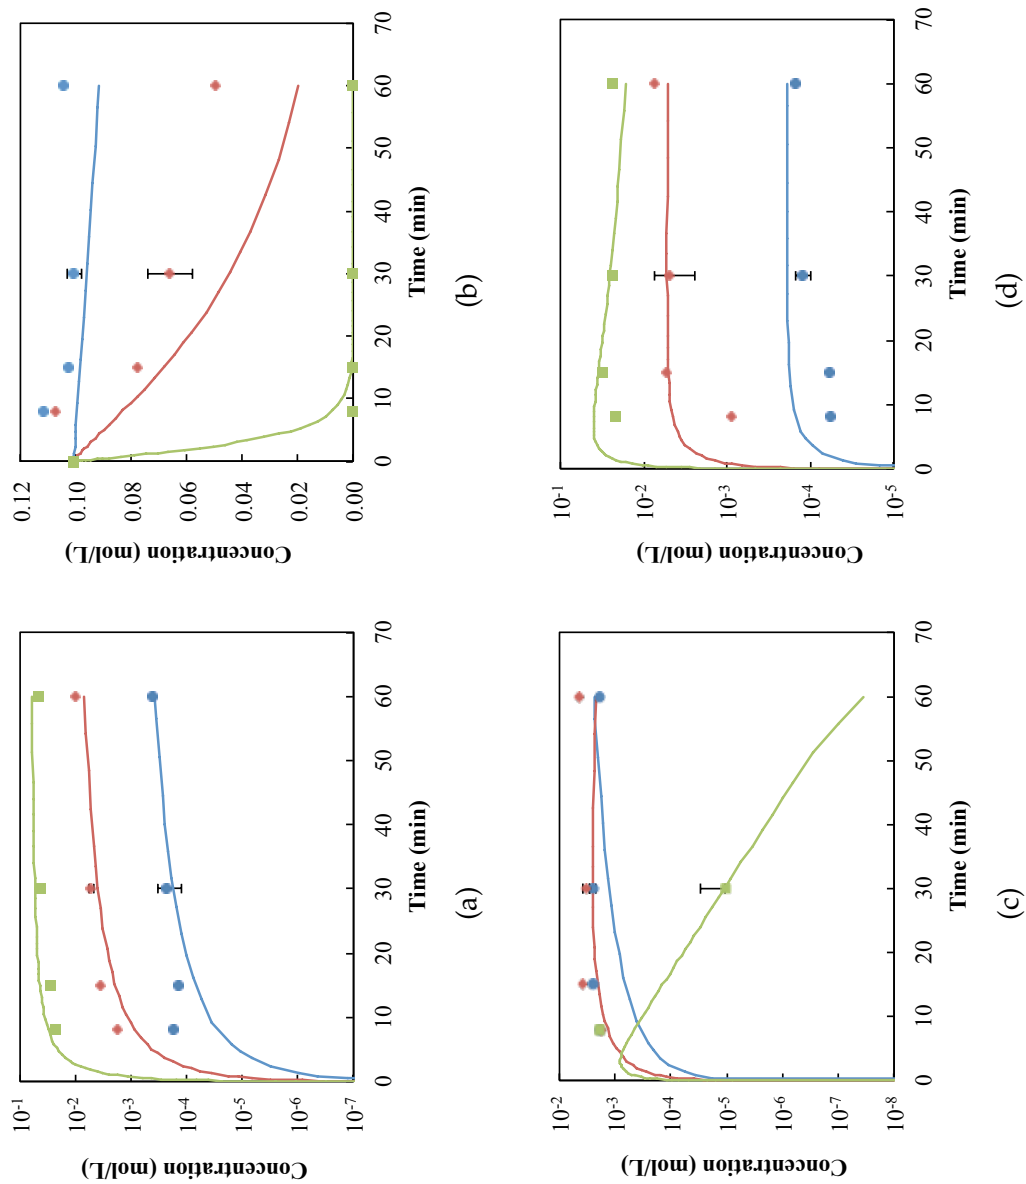 Concentration (mol/L)
10⁻¹
10⁻²
10⁻³
10⁻⁴
10⁻⁵
10⁻⁶
10⁻⁷
0 10 20 30 40 50 60 70
Time (min)
(a)
Concentration (mol/L)
0.12
0.10
0.08
0.06
0.04
0.02
0.00
0 10 20 30 40 50 60 70
Time (min)
(b)
Concentration (mol/L)
10⁻²
10⁻³
10⁻⁴
10⁻⁵
10⁻⁶
10⁻⁷
10⁻⁸
0 10 20 30 40 50 60 70
Time (min)
(c)
Concentration (mol/L)
10⁻¹
10⁻²
10⁻³
10⁻⁴
10⁻⁵
0 10 20 30 40 50 60 70
Time (min)
(d)